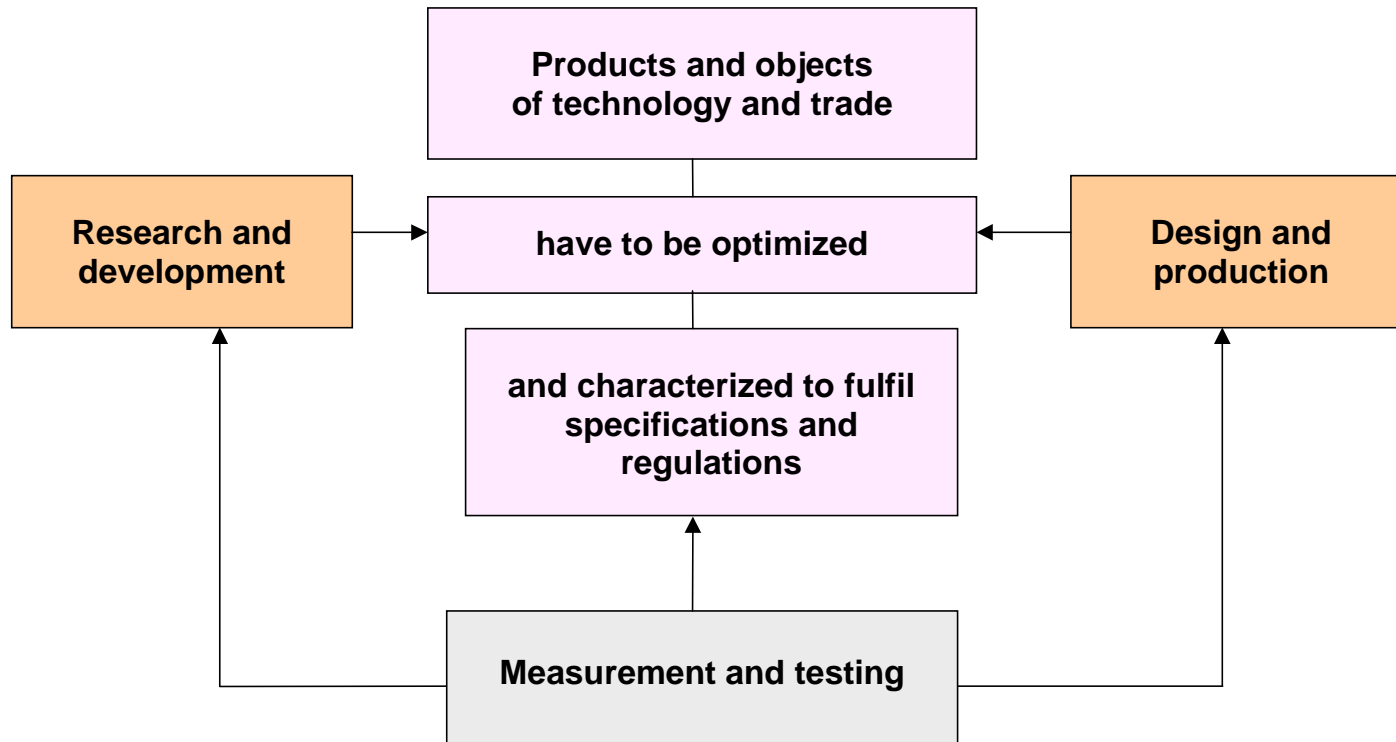 Products and objects
of technology and trade
Research and
development
have to be optimized
Design and
production
and characterized to fulfil
specifications and
regulations
Measurement and testing